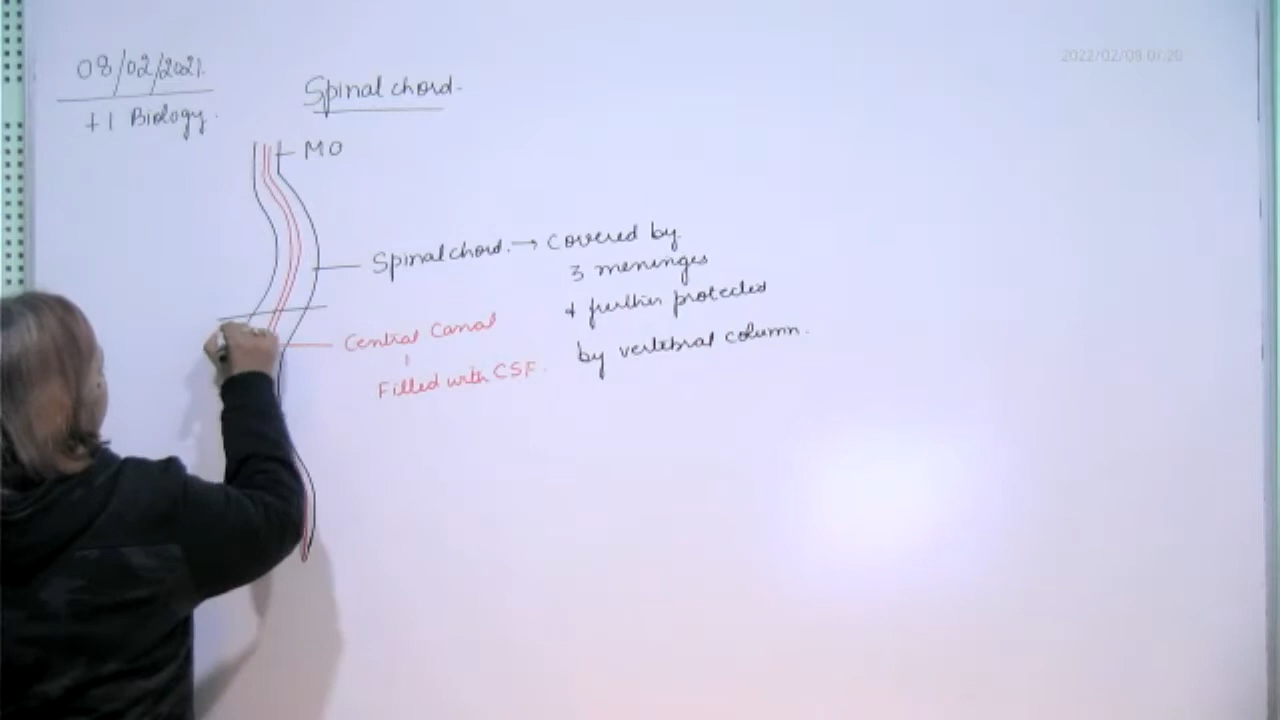 08/02/2021.
+1 Biology.
Spinal chord.
MO
Spinal chord. → Covered by
3 meninges
+ further protected
by vertebral column.
Central Canal
Filled with CSF.
2022/02/09 07:20